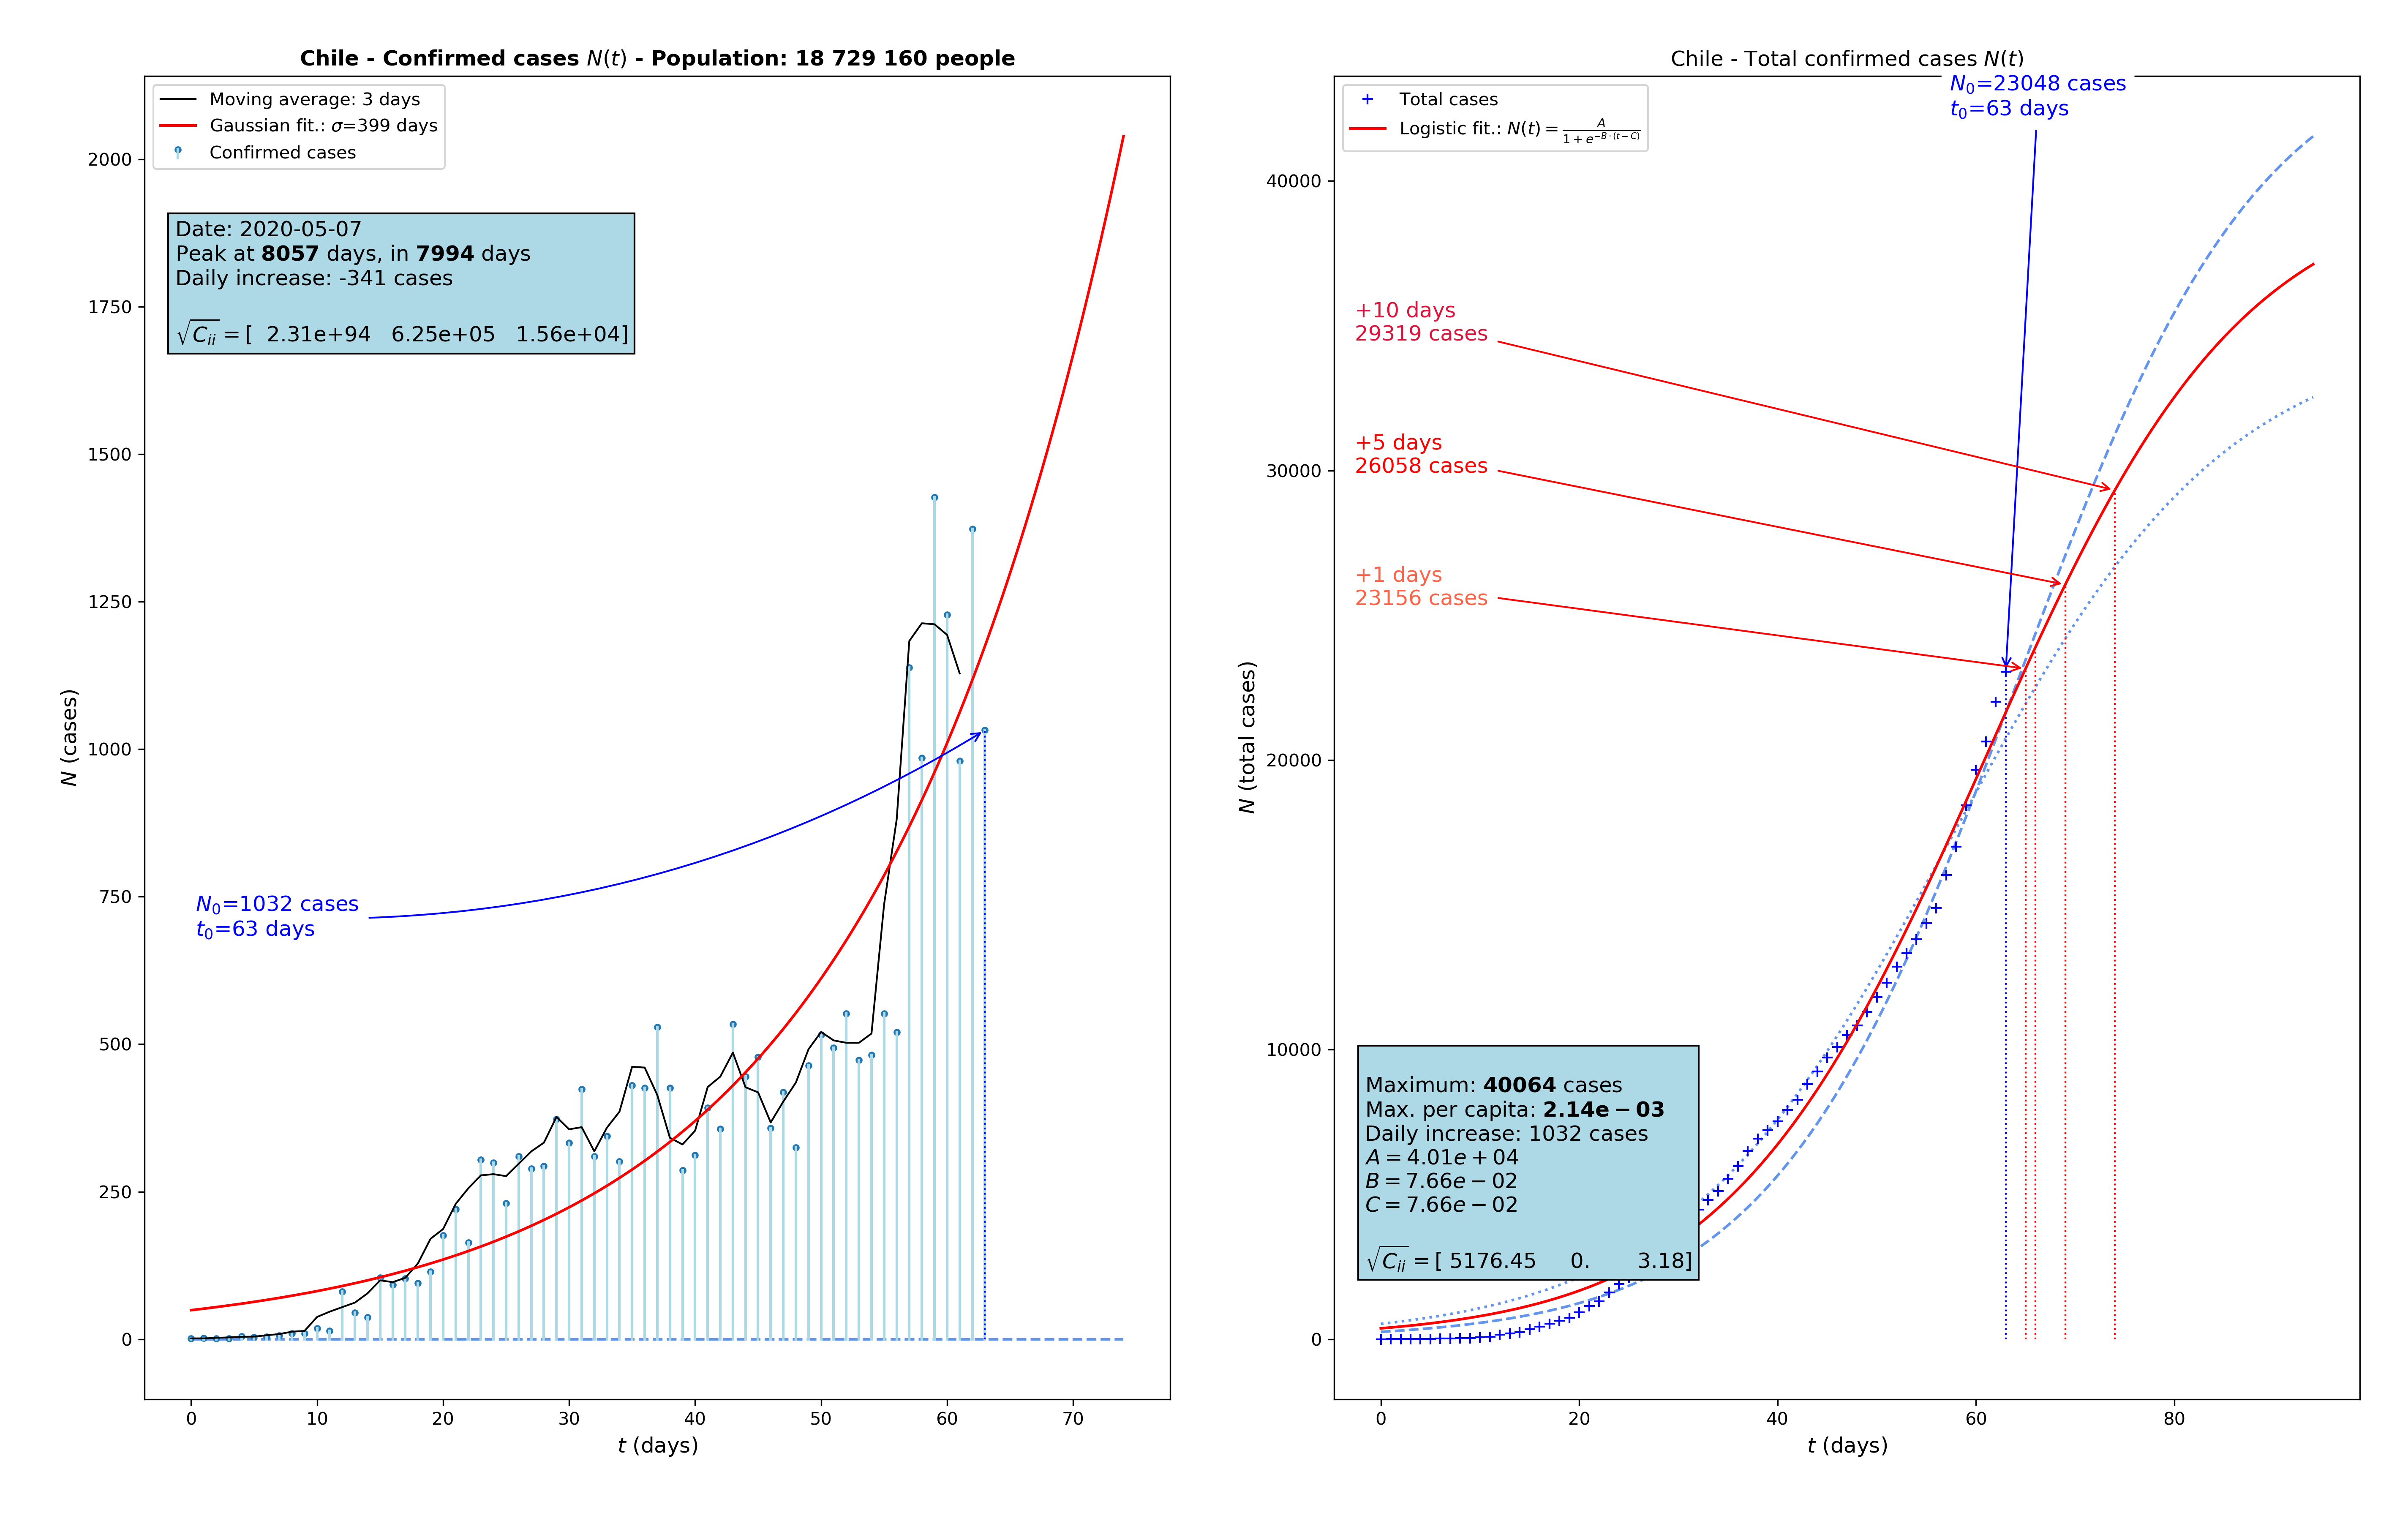 Chile - Confirmed cases N(t) - Population: 18 729 160 people
Moving average: 3 days
Gaussian fit.: σ=399 days
Confirmed cases
Date: 2020-05-07
Peak at 8057 days, in 7994 days
Daily increase: -341 cases
√C_ii = [ 2.31e+94 6.25e+05 1.56e+04]
N₀=1032 cases
t₀=63 days
2000
1750
1500
1250
1000
750
500
250
0
N (cases)
0 10 20 30 40 50 60 70
t (days)
Chile - Total confirmed cases N(t)
Total cases
Logistic fit.: N(t) = A / (1 + e^(−B·(t−C)))
N₀=23048 cases
t₀=63 days
+10 days
29319 cases
+5 days
26058 cases
+1 days
23156 cases
Maximum: 40064 cases
Max. per capita: 2.14e − 03
Daily increase: 1032 cases
A = 4.01e + 04
B = 7.66e − 02
C = 7.66e − 02
√C_ii = [ 5176.45 0. 3.18]
40000
30000
20000
10000
0
N (total cases)
0 20 40 60 80
t (days)